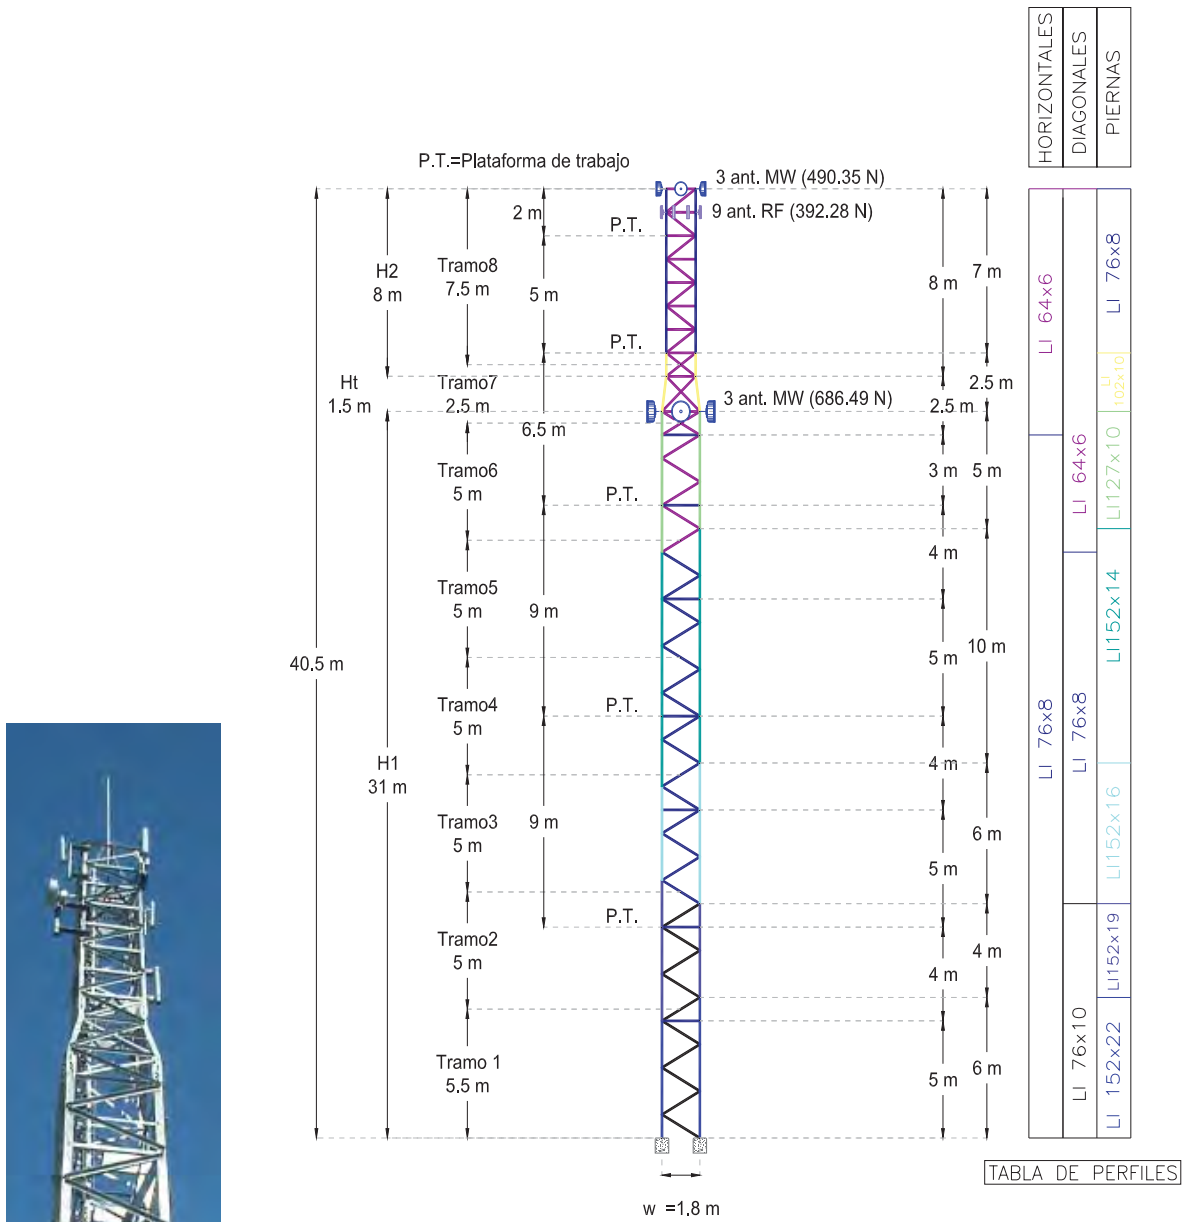 HORIZONTALES
DIAGONALES
PIERNAS
P.T.=Plataforma de trabajo
3 ant. MW (490.35 N)
9 ant. RF (392.28 N)
2 m
P.T.
H2
8 m
Tramo8
7.5 m
5 m
8 m
7 m
P.T.
Ht
1.5 m
Tramo7
2.5 m
3 ant. MW (686.49 N)
2.5 m
2.5 m
6.5 m
Tramo6
5 m
P.T.
3 m
5 m
4 m
Tramo5
5 m
9 m
5 m
10 m
40.5 m
Tramo4
5 m
P.T.
H1
31 m
4 m
Tramo3
5 m
9 m
6 m
5 m
P.T.
Tramo2
5 m
4 m
4 m
Tramo 1
5.5 m
5 m
6 m
w =1.8 m
LI 64x6
LI 76x8
LI 64x6
LI 76x8
LI 76x10
LI 76x8
LI 102x10
LI127x10
LI152x14
LI152x16
LI152x19
LI 152x22
TABLA DE PERFILES